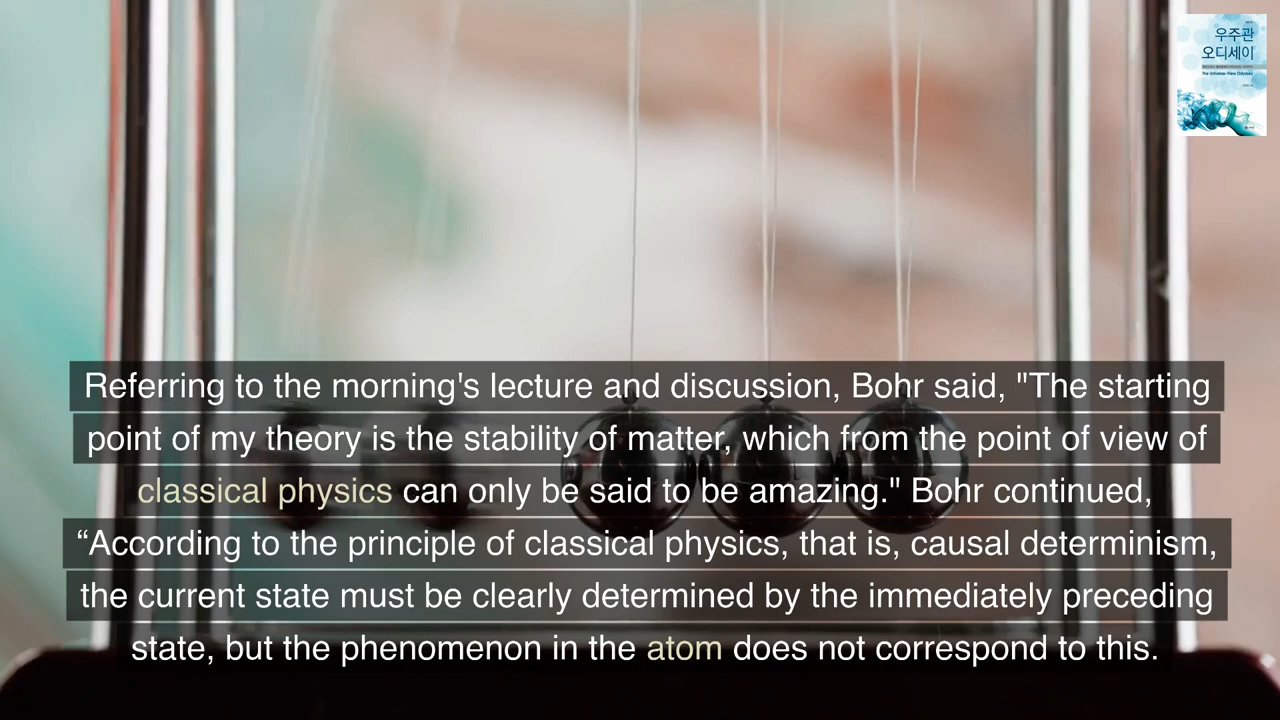 우주관
오디세이
The Universe-View Odyssey
Referring to the morning's lecture and discussion, Bohr said, "The starting
point of my theory is the stability of matter, which from the point of view of
classical physics can only be said to be amazing." Bohr continued,
“According to the principle of classical physics, that is, causal determinism,
the current state must be clearly determined by the immediately preceding
state, but the phenomenon in the atom does not correspond to this.